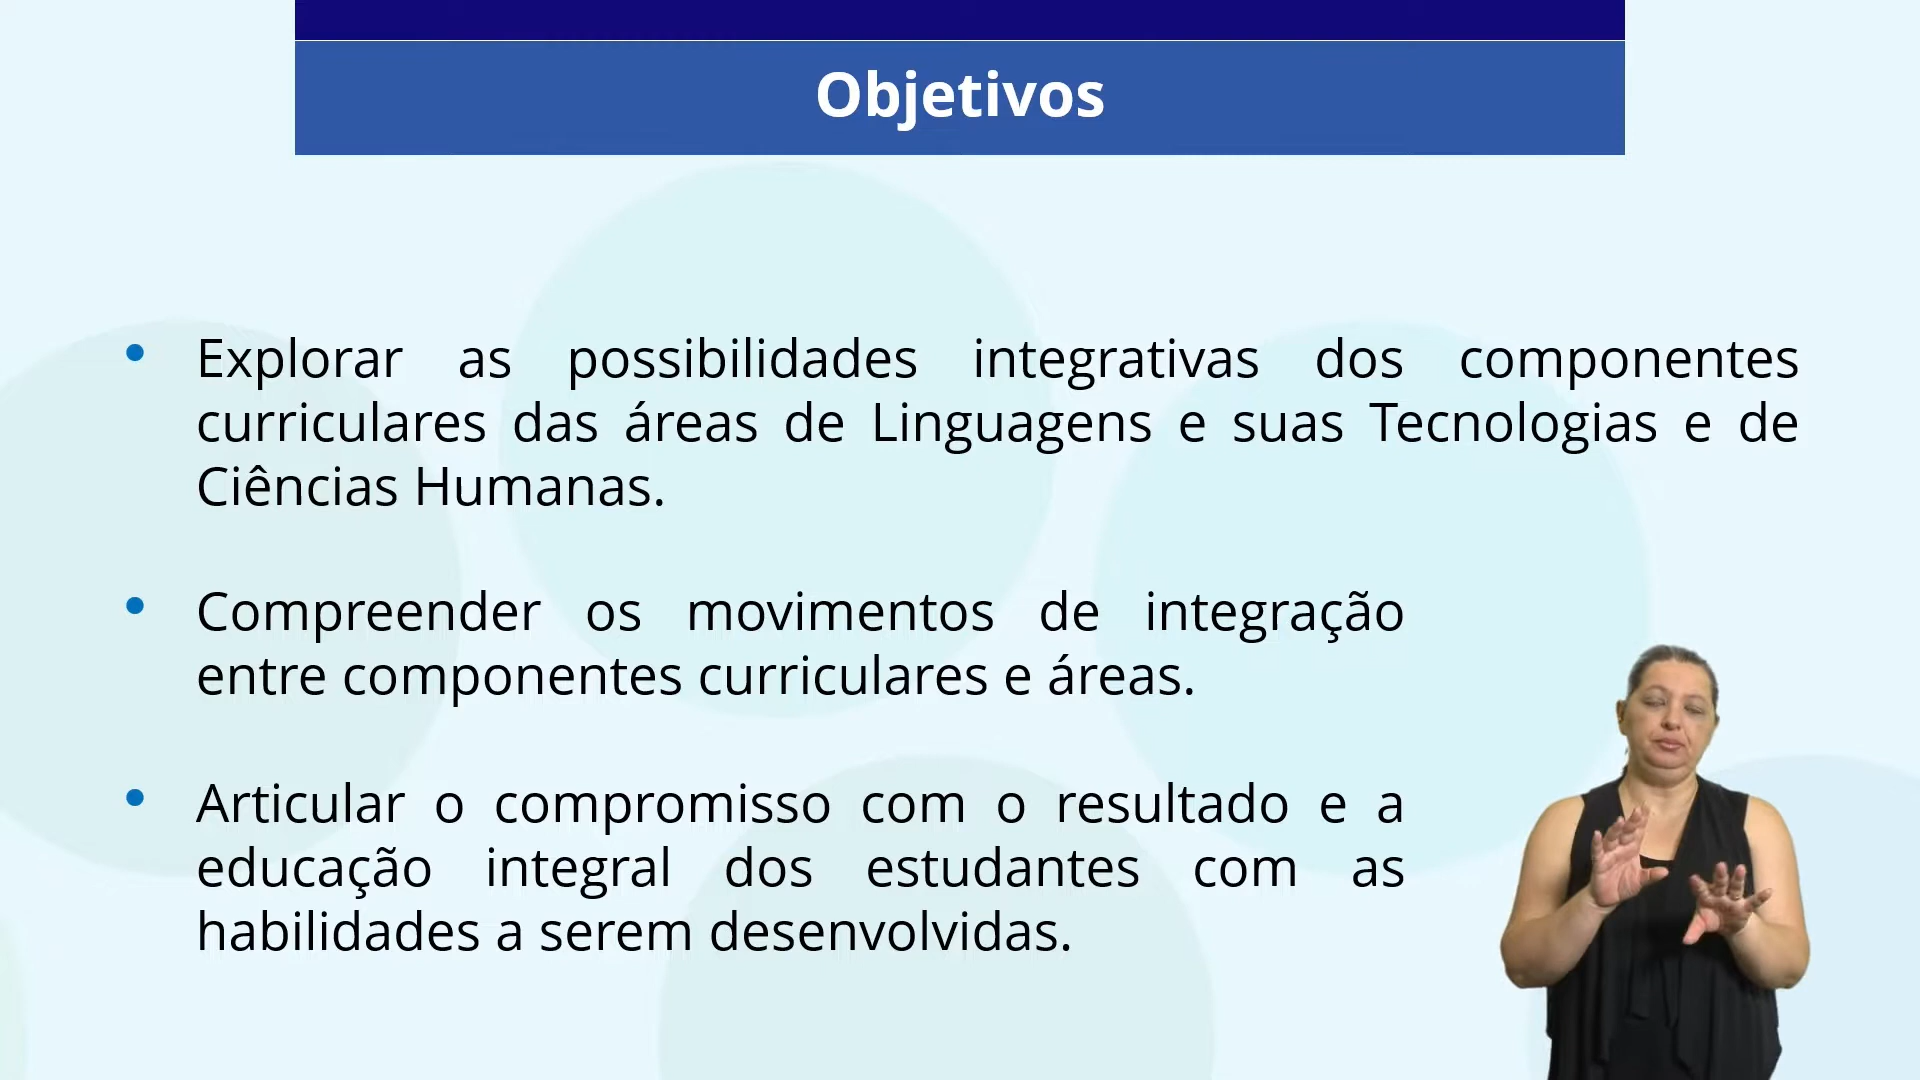 Objetivos
Explorar as possibilidades integrativas dos componentes
curriculares das áreas de Linguagens e suas Tecnologias e de
Ciências Humanas.
Compreender os movimentos de integração
entre componentes curriculares e áreas.
Articular o compromisso com o resultado e a
educação integral dos estudantes com as
habilidades a serem desenvolvidas.